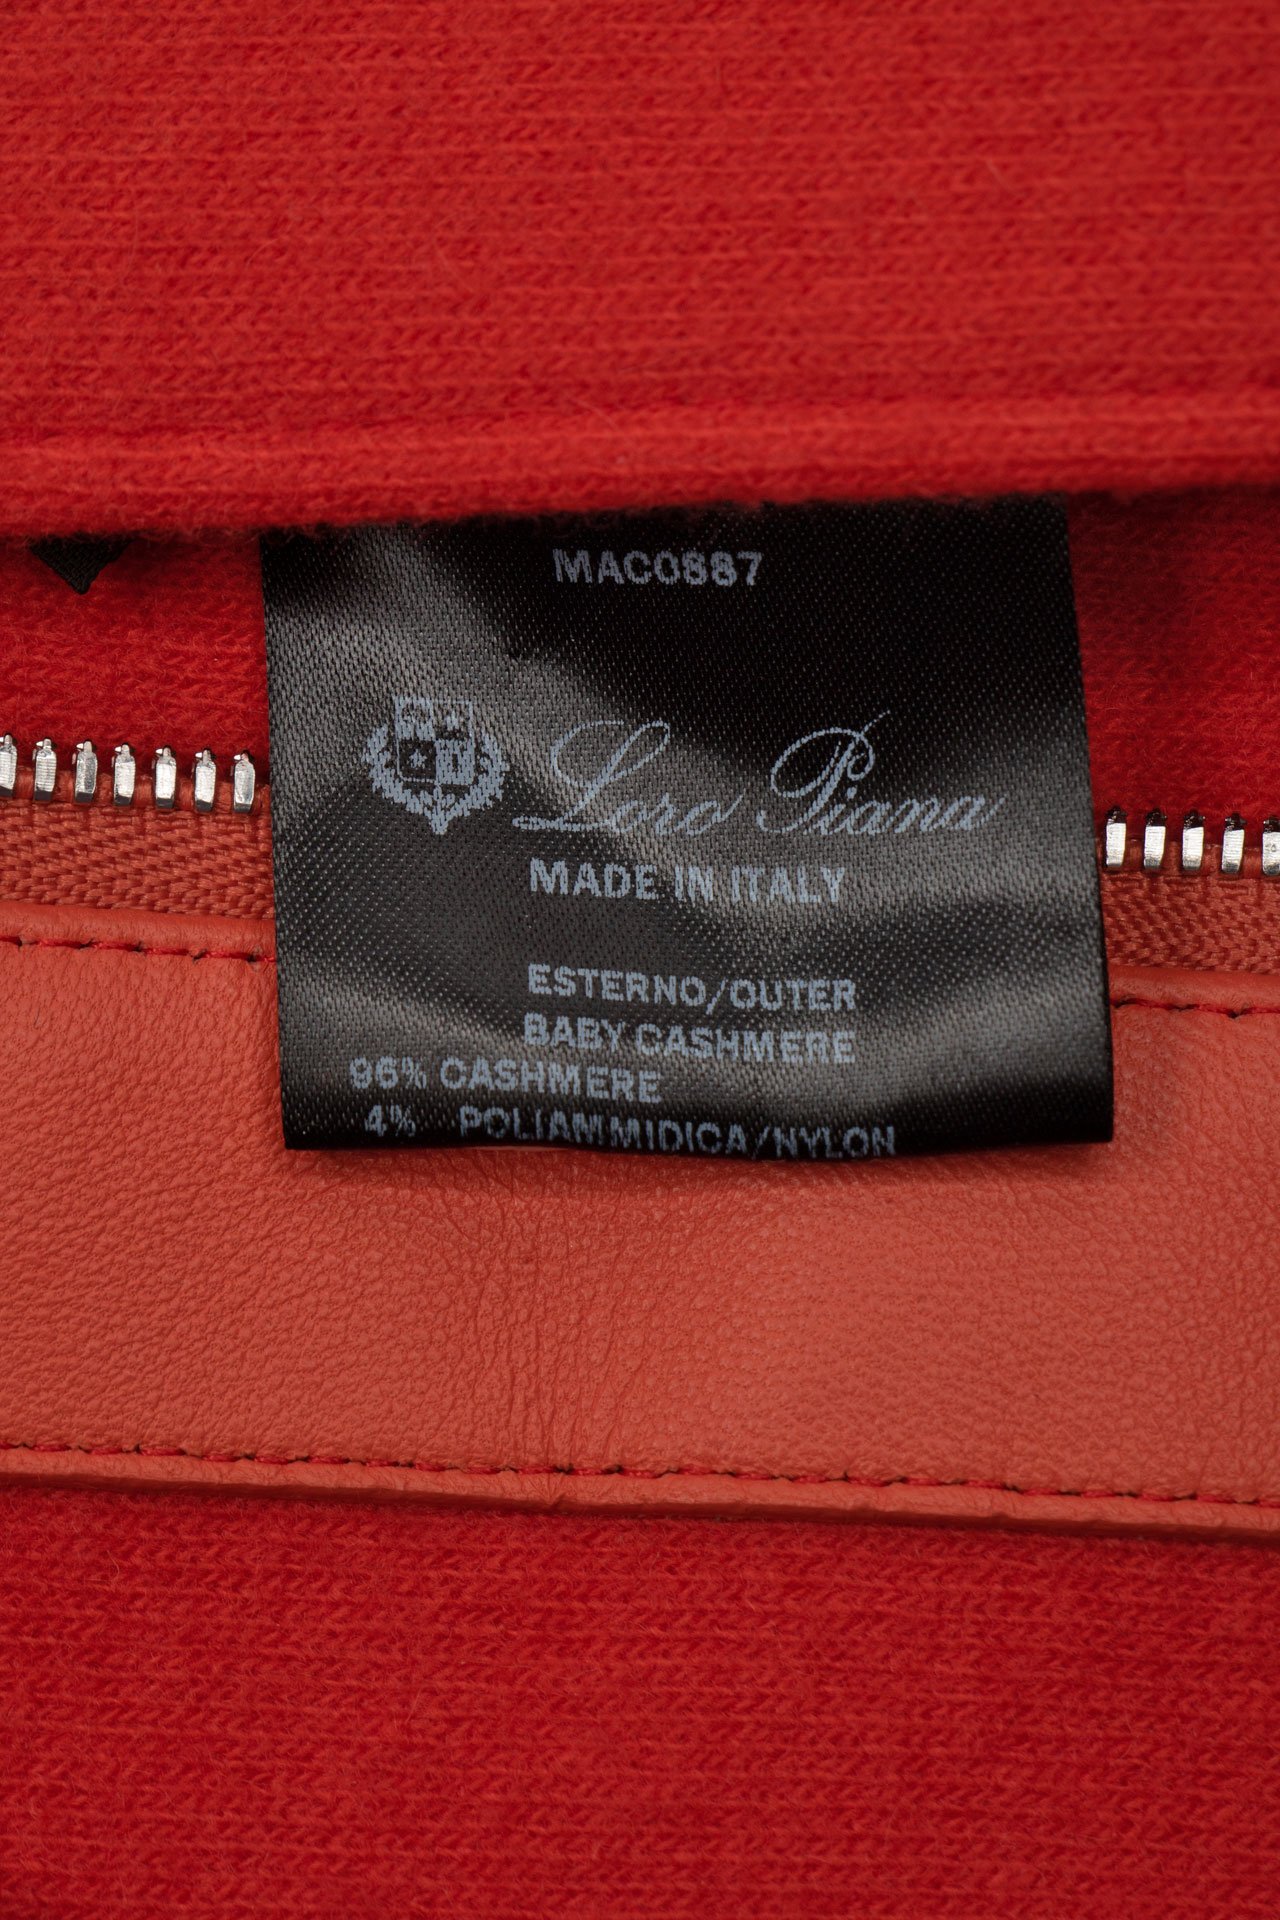 MAC0887
Loro Piana
MADE IN ITALY
ESTERNO/OUTER
BABY CASHMERE
96% CASHMERE
4% POLIAMMIDICA/NYLON